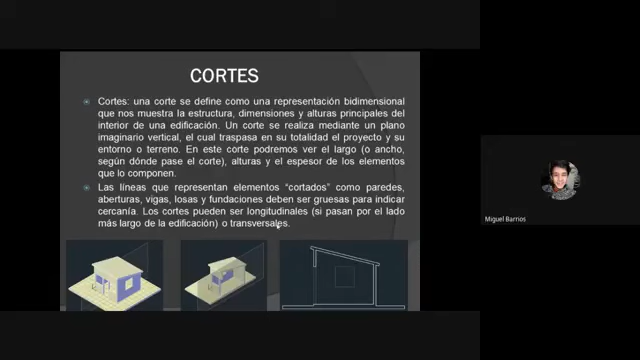 CORTES
Cortes: una corte se define como una representación bidimensional
que nos muestra la estructura, dimensiones y alturas principales del
interior de una edificación. Un corte se realiza mediante un plano
imaginario vertical, el cual traspasa en su totalidad el proyecto y su
entorno o terreno. En este corte podremos ver el largo (o ancho,
según dónde pase el corte), alturas y el espesor de los elementos
que lo componen.
Las líneas que representan elementos “cortados” como paredes,
aberturas, vigas, losas y fundaciones deben ser gruesas para indicar
cercanía. Los cortes pueden ser longitudinales (si pasan por el lado
más largo de la edificación) o transversales.
Miguel Barrios